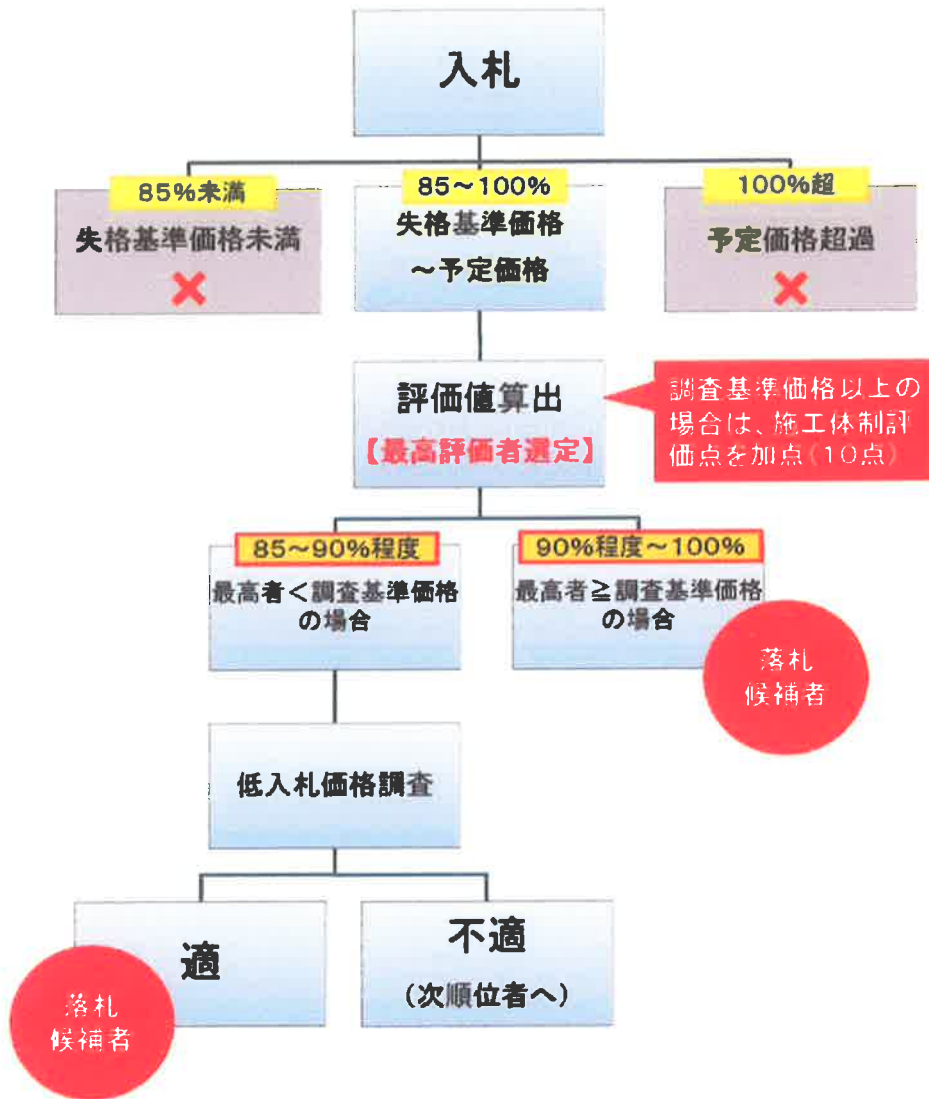 入札
85%未満
失格基準価格未満
85～100%
失格基準価格
～予定価格
100%超
予定価格超過
評価値算出
【最高評価者選定】
調査基準価格以上の
場合は、施工体制評
価点を加点(10点)
85～90%程度
最高者＜調査基準価格
の場合
90%程度～100%
最高者≧調査基準価格
の場合
落札
候補者
低入札価格調査
適
落札
候補者
不適
(次順位者へ)